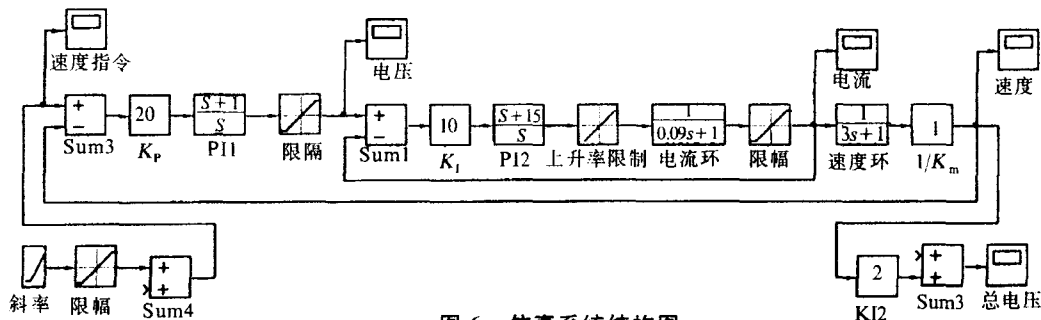 速度指令
电压
电流
速度
+
−
Sum3
20
K_P
S+1
S
PI1
限隔
+
−
Sum1
10
K_I
S+15
S
PI2
上升率限制
1
0.09s+1
电流环
限幅
1
3s+1
速度环
1
1/K_m
斜率
限幅
+
+
Sum4
2
KI2
+
+
Sum3
总电压